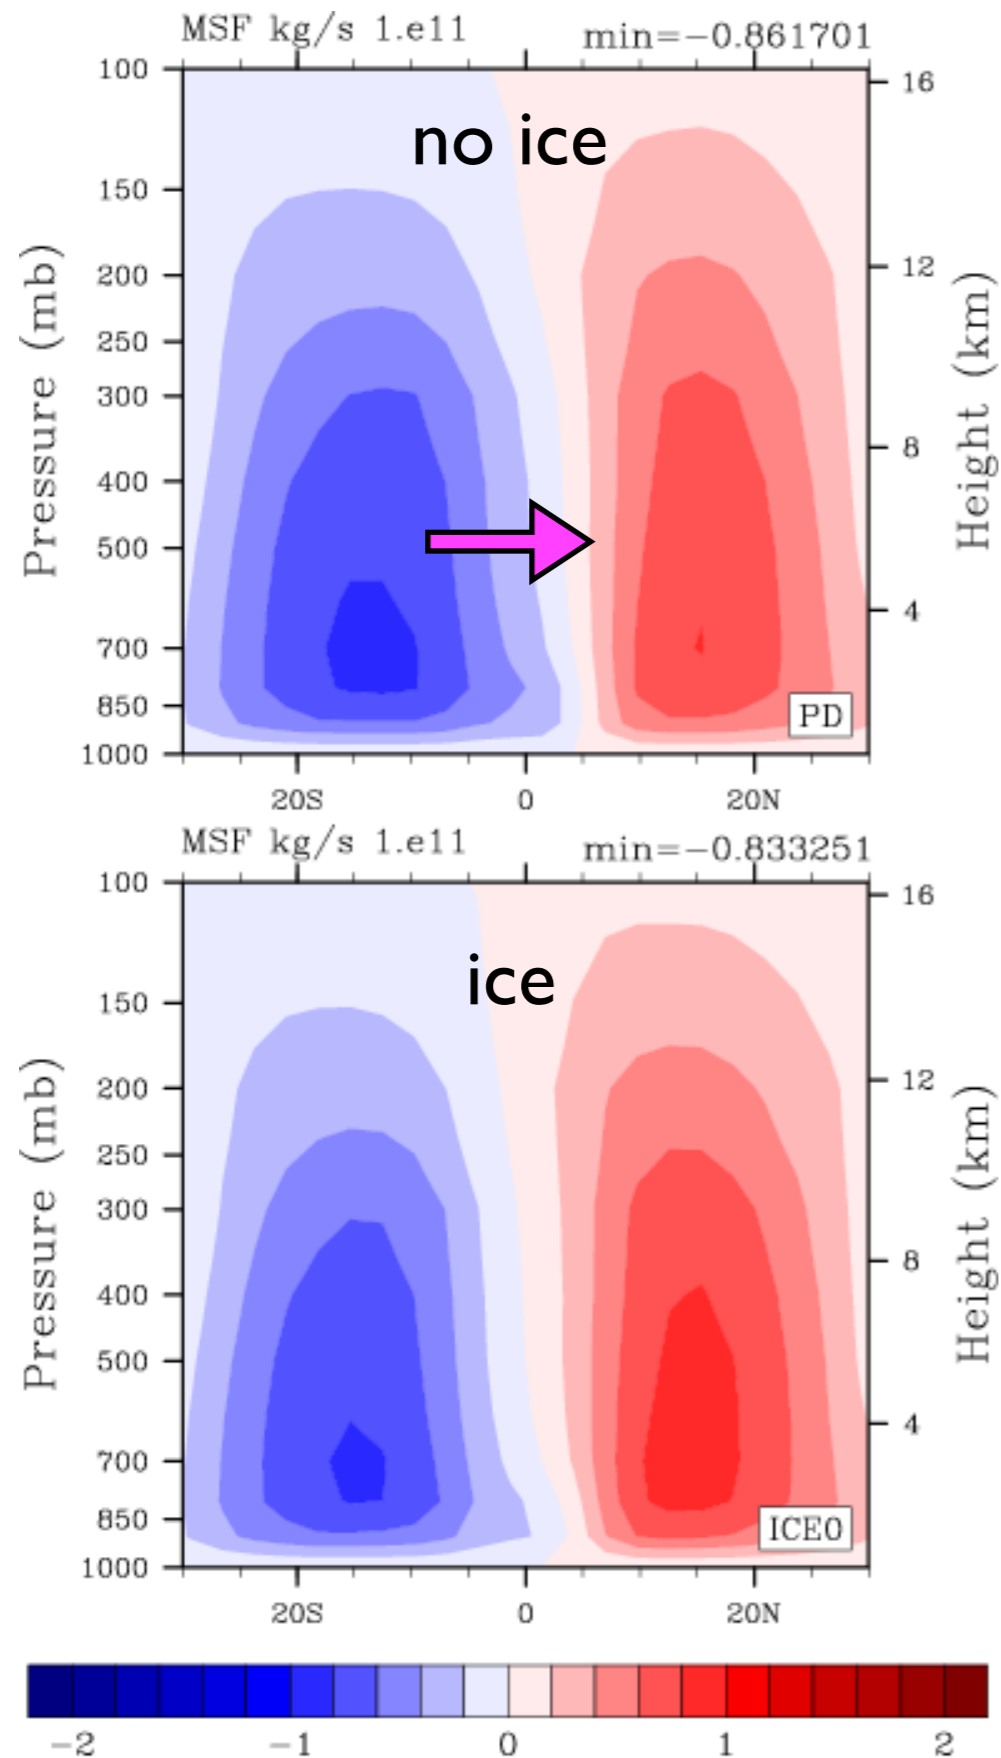 MSF kg/s 1.e11 min=−0.861701
100
16
no ice
150
200
12
250
300
8
400
500
4
700
850
1000
Pressure (mb)
Height (km)
PD
20S 0 20N
MSF kg/s 1.e11 min=−0.833251
100
16
ice
150
200
12
250
300
8
400
500
4
700
850
1000
Pressure (mb)
Height (km)
ICE0
20S 0 20N
−2 −1 0 1 2